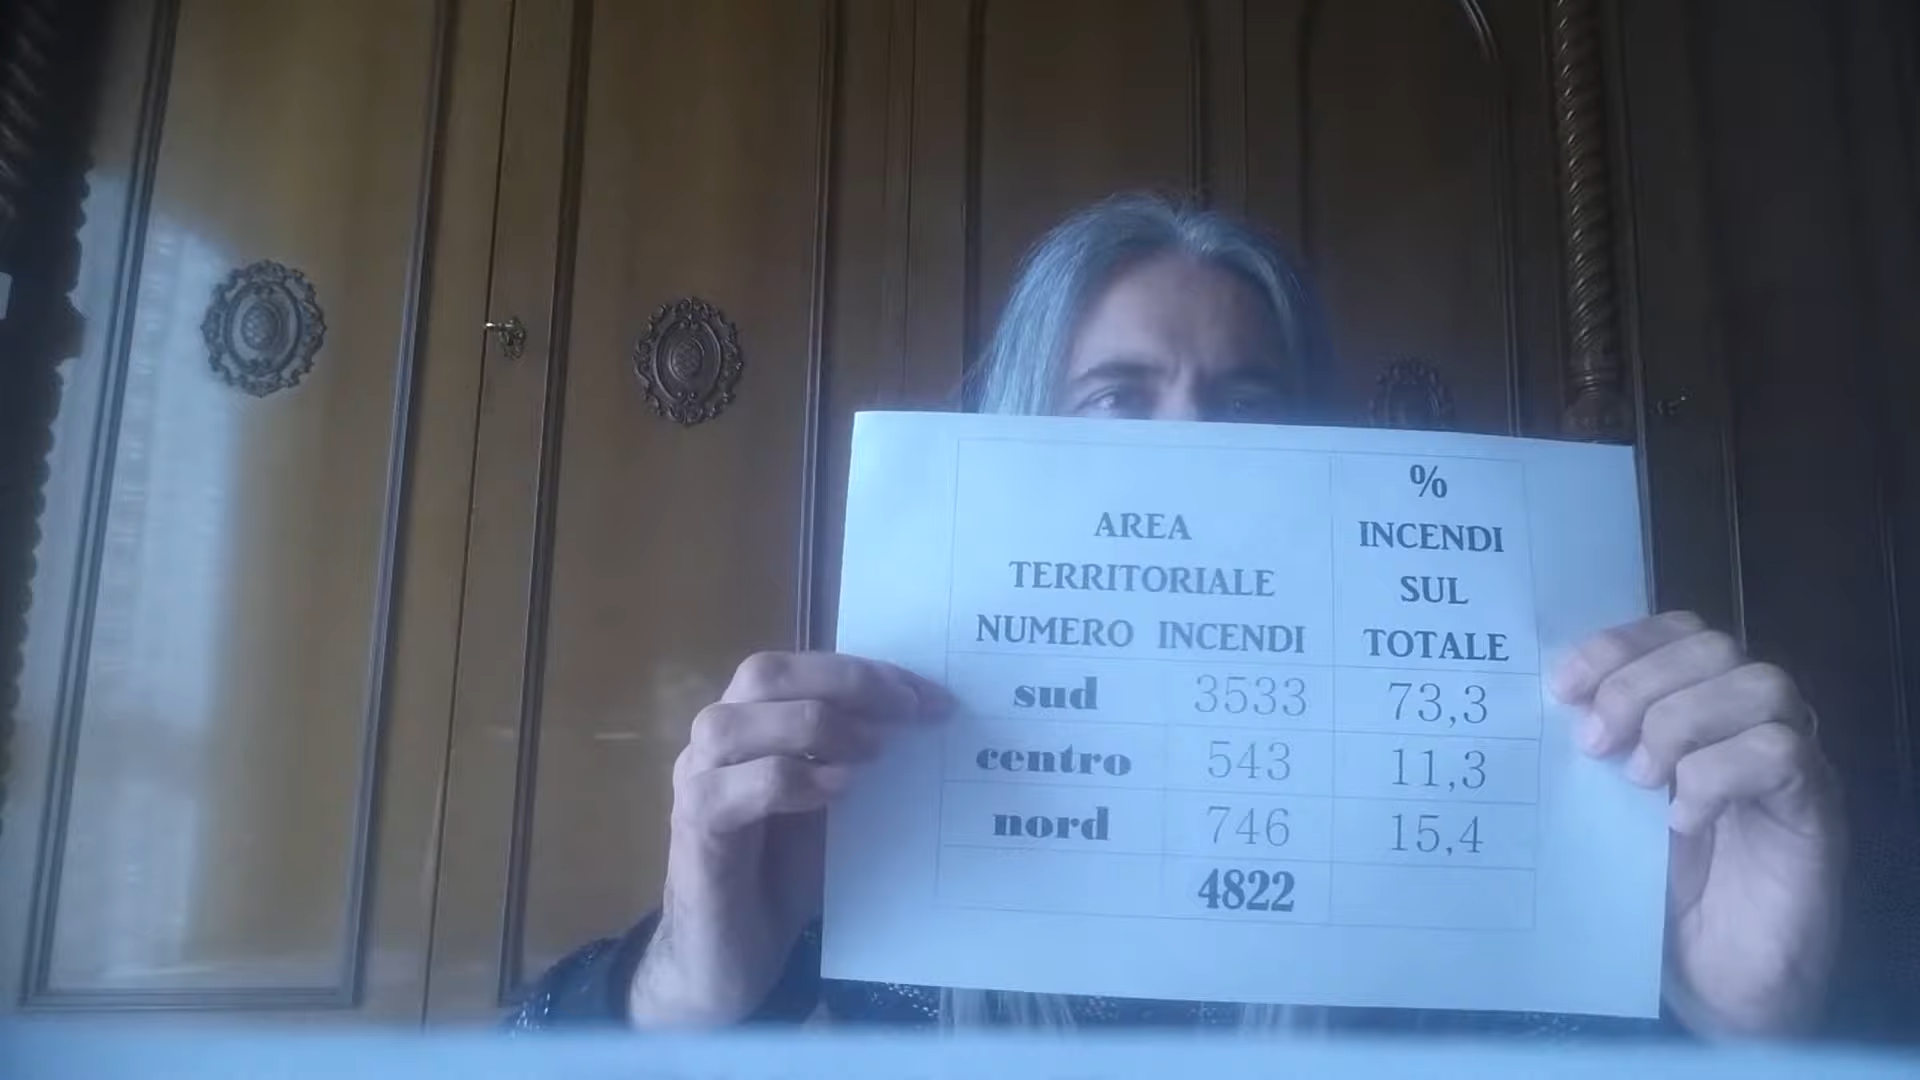 AREA
TERRITORIALE
NUMERO INCENDI
%
INCENDI
SUL
TOTALE
sud 3533 73,3
centro 543 11,3
nord 746 15,4
4822